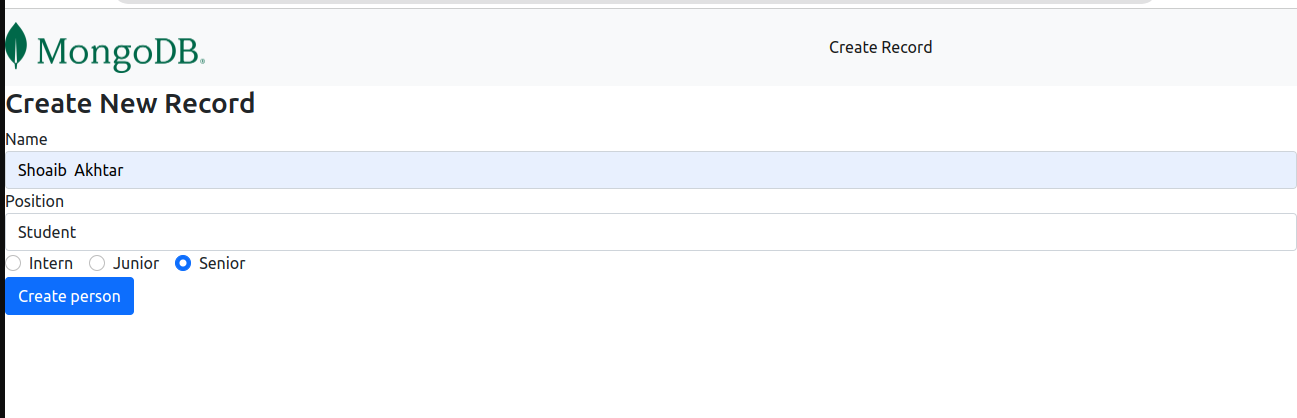 MongoDB®
Create Record
Create New Record
Name
Shoaib  Akhtar
Position
Student
Intern Junior Senior
Create person